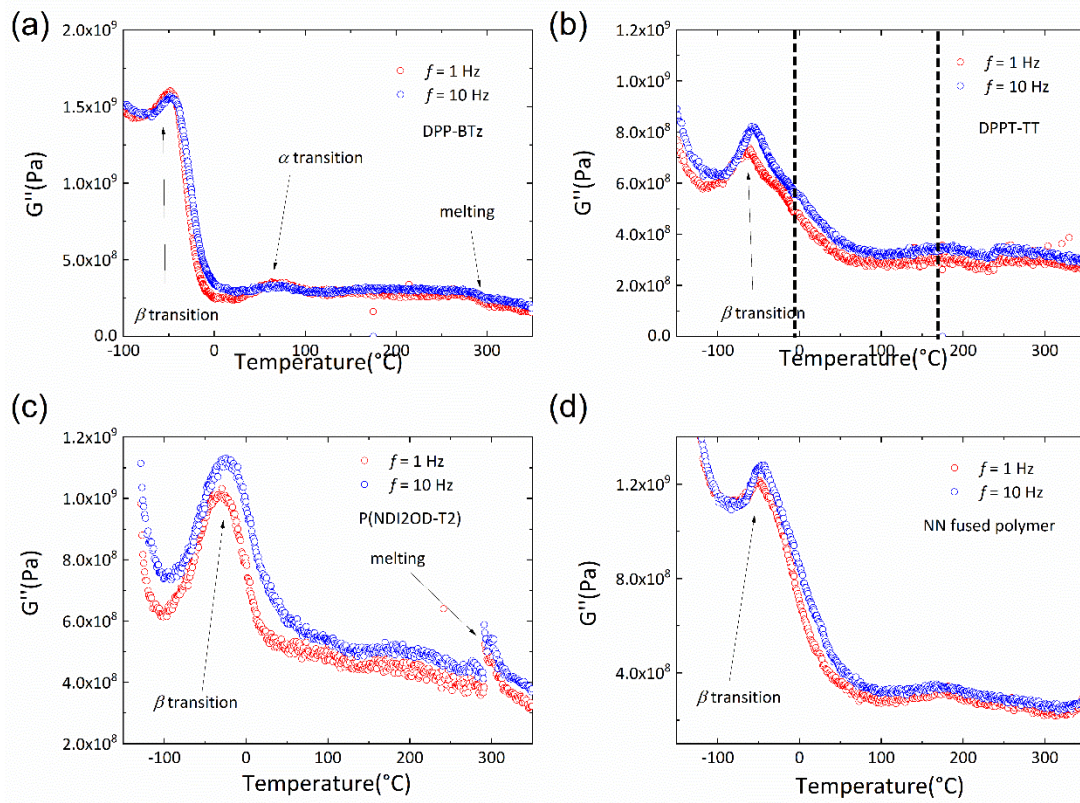 (a)
2.0x10⁹
1.5x10⁹
1.0x10⁹
5.0x10⁸
0.0
G''(Pa)
f = 1 Hz
f = 10 Hz
DPP-BTz
α transition
melting
β transition
-100
0
100
200
300
Temperature(°C)
(b)
1.2x10⁹
1.0x10⁹
8.0x10⁸
6.0x10⁸
4.0x10⁸
2.0x10⁸
0.0
G''(Pa)
f = 1 Hz
f = 10 Hz
DPPT-TT
β transition
-100
0
100
200
300
Temperature(°C)
(c)
1.2x10⁹
1.0x10⁹
8.0x10⁸
6.0x10⁸
4.0x10⁸
2.0x10⁸
G''(Pa)
f = 1 Hz
f = 10 Hz
P(NDI2OD-T2)
melting
β transition
-100
0
100
200
300
Temperature(°C)
(d)
1.2x10⁹
8.0x10⁸
4.0x10⁸
G''(Pa)
f = 1 Hz
f = 10 Hz
NN fused polymer
β transition
-100
0
100
200
300
Temperature(°C)